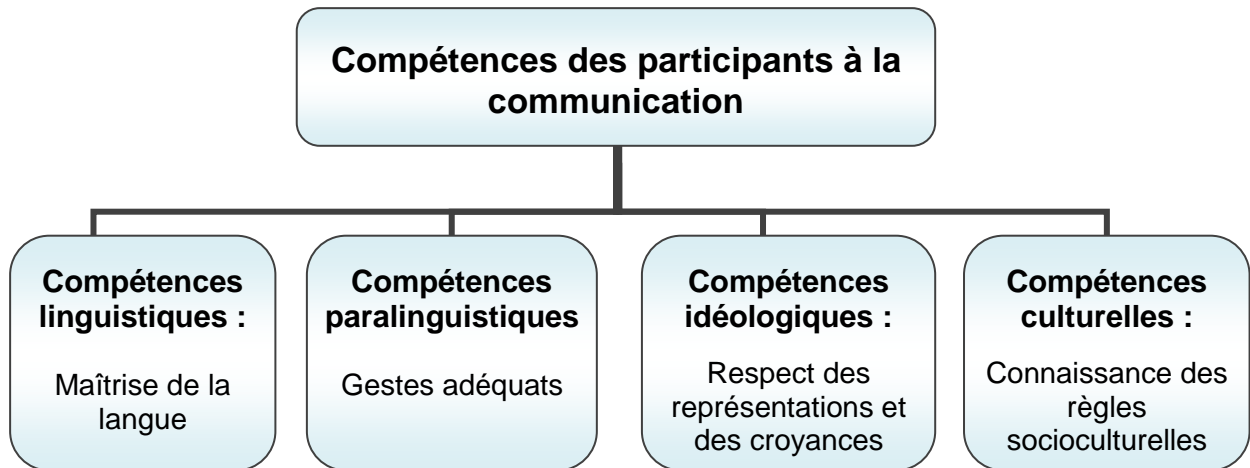 Compétences des participants à la
communication
Compétences
linguistiques :
Maîtrise de la
langue
Compétences
paralinguistiques
Gestes adéquats
Compétences
idéologiques :
Respect des
représentations et
des croyances
Compétences
culturelles :
Connaissance des
règles
socioculturelles